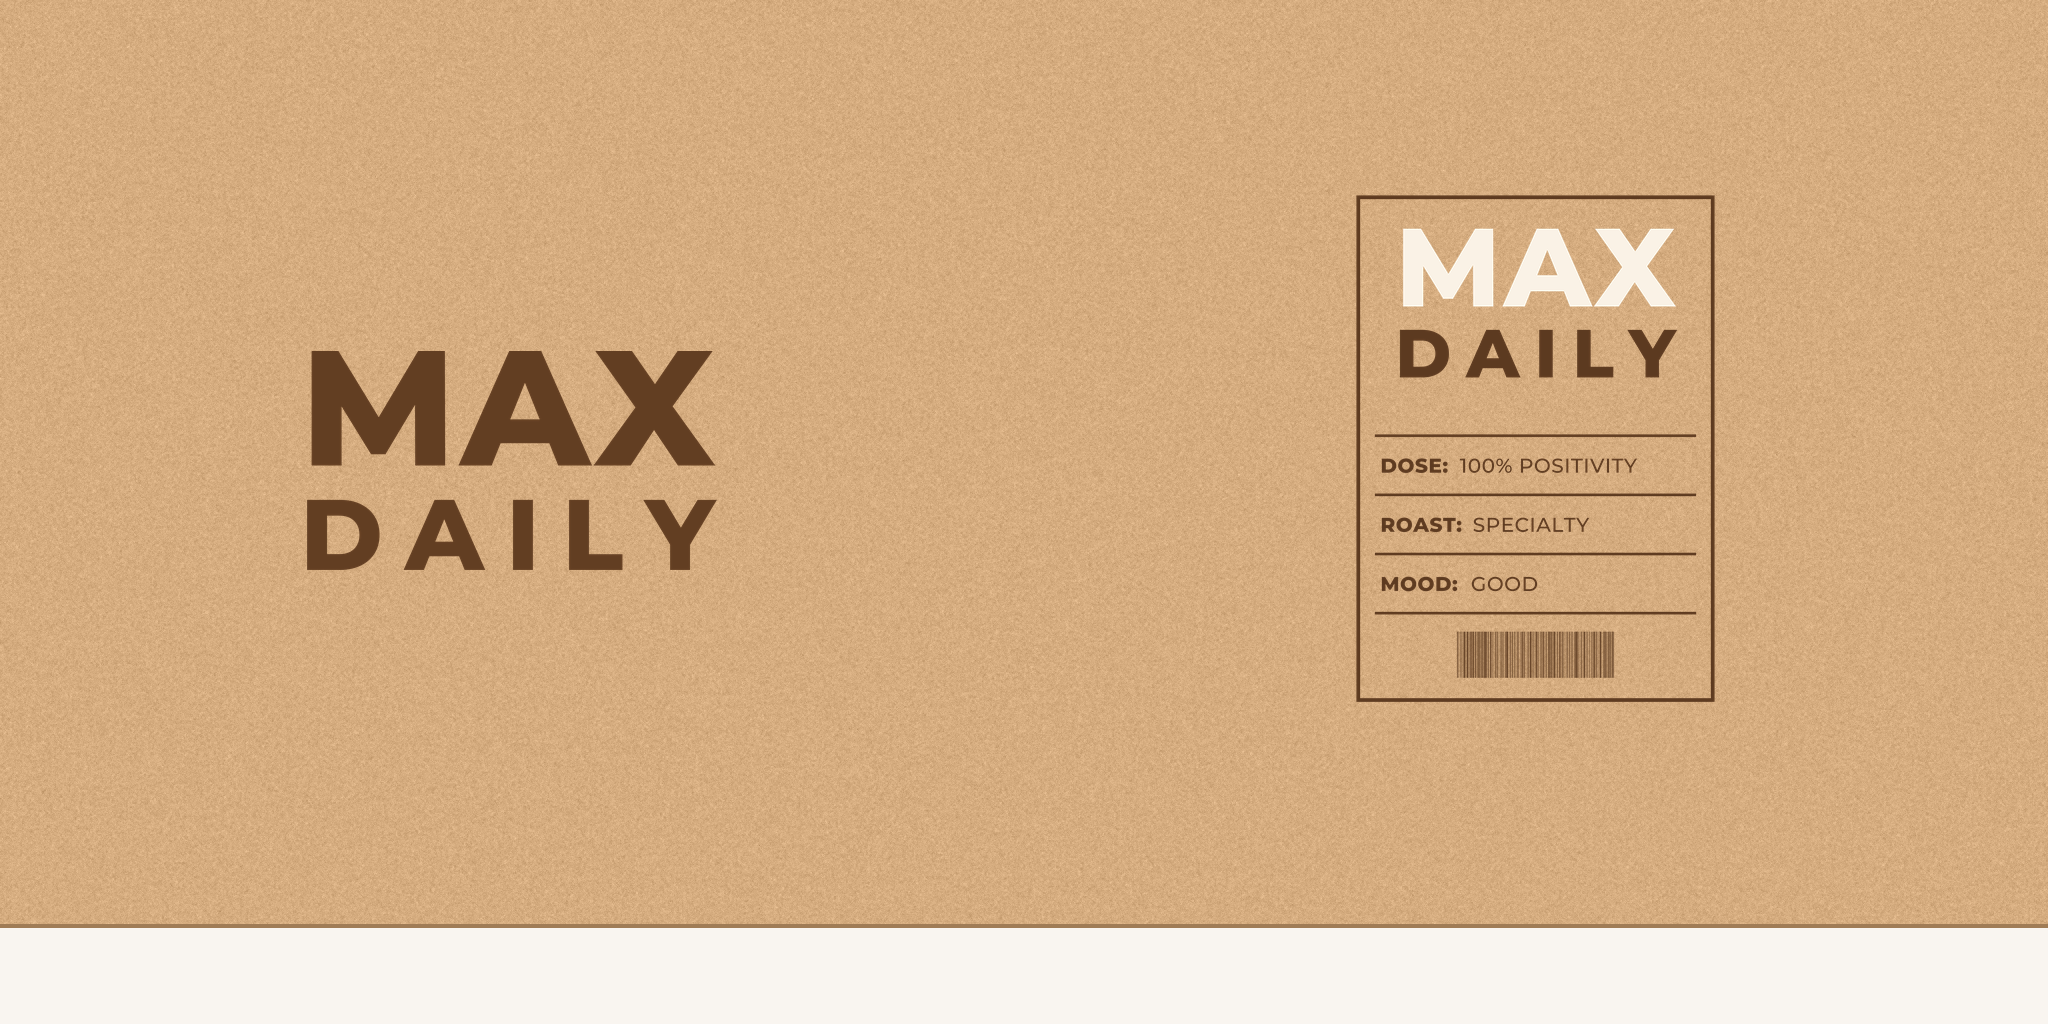 MAX
DAILY
MAX
DAILY
DOSE: 100% POSITIVITY
ROAST: SPECIALTY
MOOD: GOOD